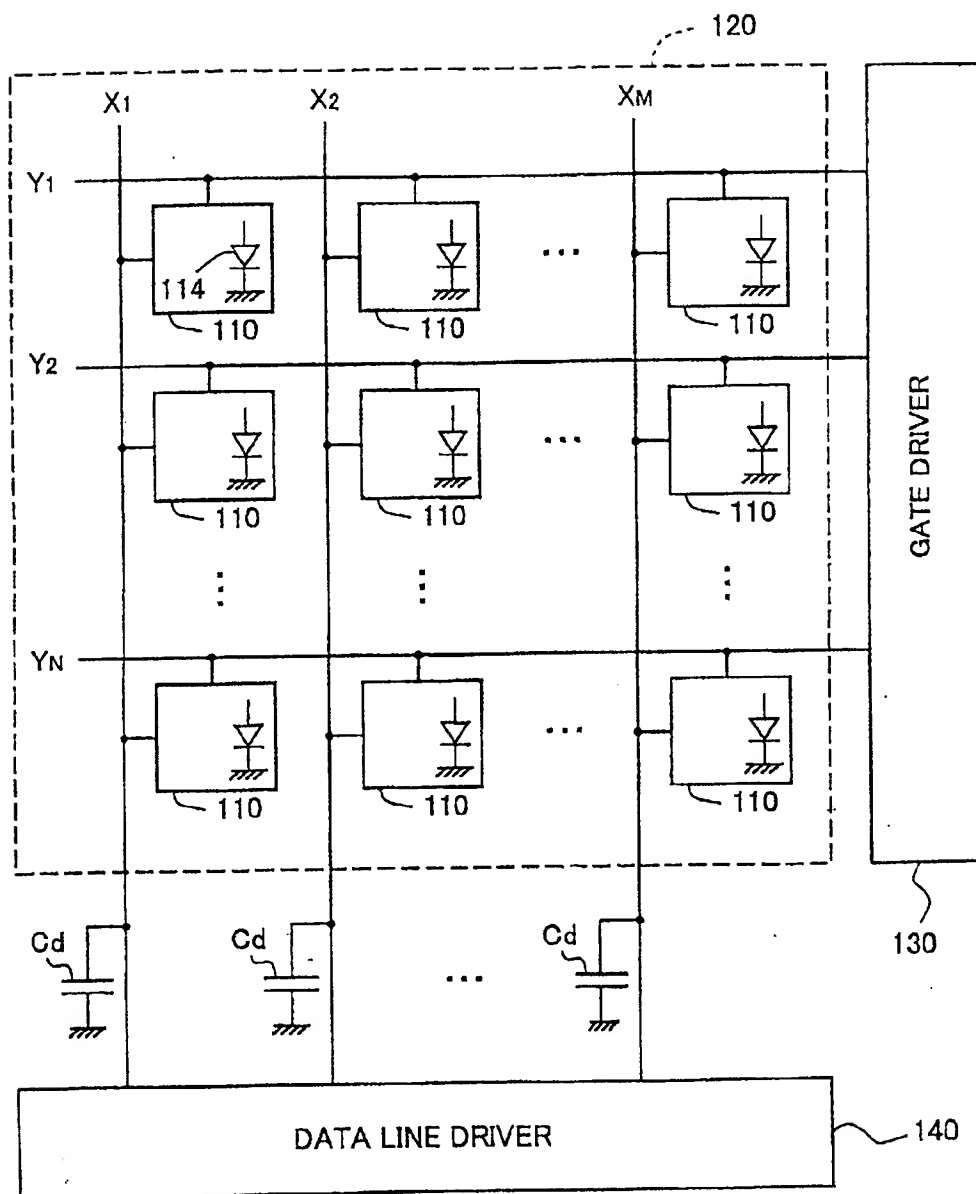 120
X1 X2 XM
Y1
114
110 110 110
Y2
110 110 110
GATE DRIVER
YN
110 110 110
Cd Cd Cd
130
DATA LINE DRIVER
140